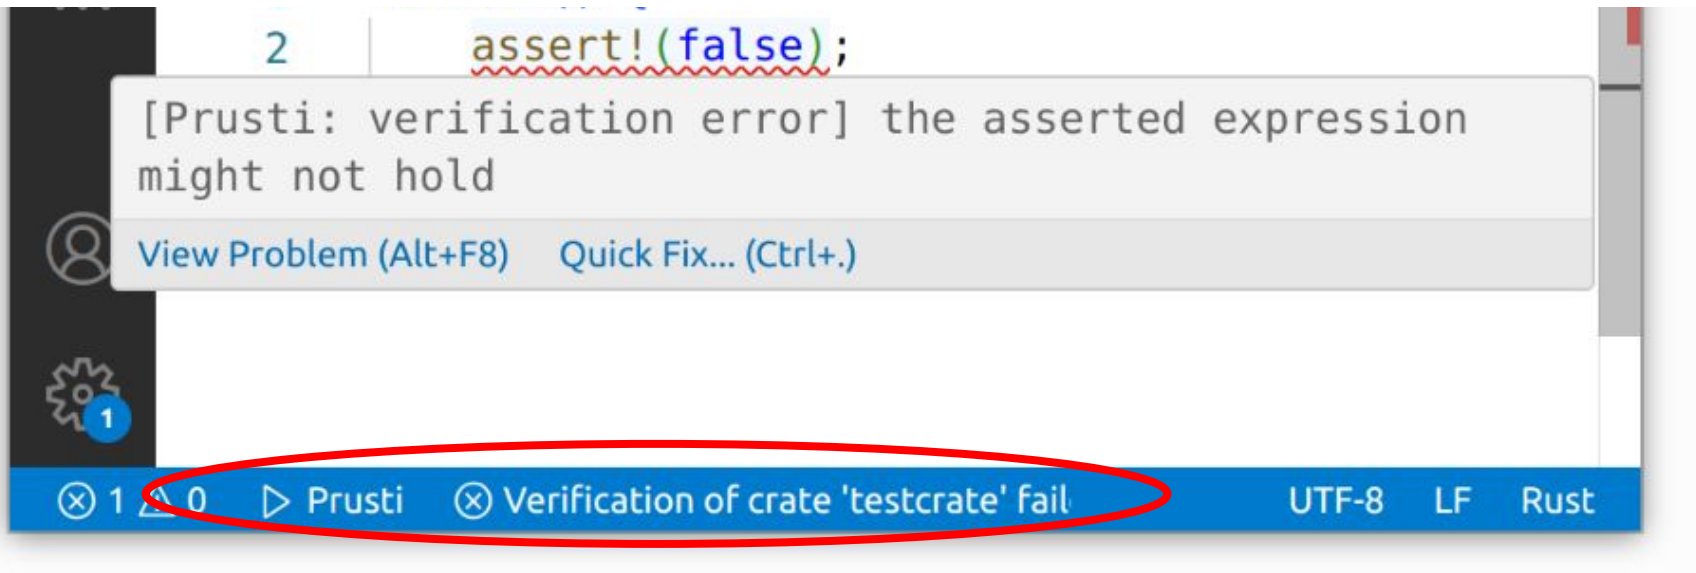 2 assert!(false);
[Prusti: verification error] the asserted expression
might not hold
View Problem (Alt+F8) Quick Fix... (Ctrl+.)
1
1 0 Prusti Verification of crate 'testcrate' fail UTF-8 LF Rust